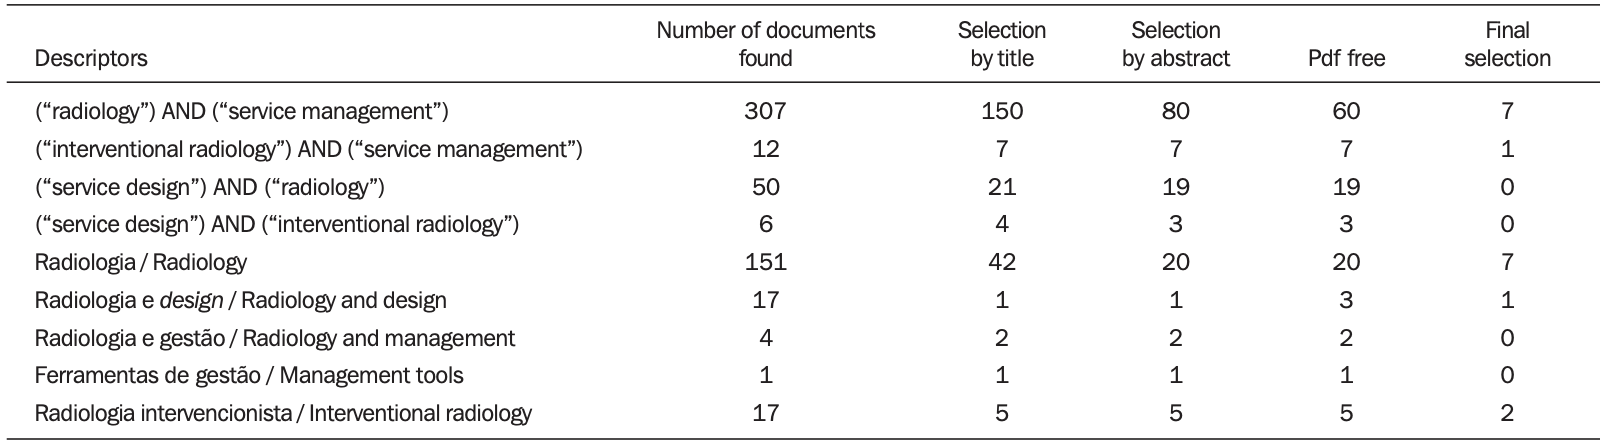 Descriptors Number of documents found Selection by title Selection by abstract Pdf free Final selection
(“radiology”) AND (“service management”) 307 150 80 60 7
(“interventional radiology”) AND (“service management”) 12 7 7 7 1
(“service design”) AND (“radiology”) 50 21 19 19 0
(“service design”) AND (“interventional radiology”) 6 4 3 3 0
Radiologia / Radiology 151 42 20 20 7
Radiologia e design / Radiology and design 17 1 1 3 1
Radiologia e gestão / Radiology and management 4 2 2 2 0
Ferramentas de gestão / Management tools 1 1 1 1 0
Radiologia intervencionista / Interventional radiology 17 5 5 5 2